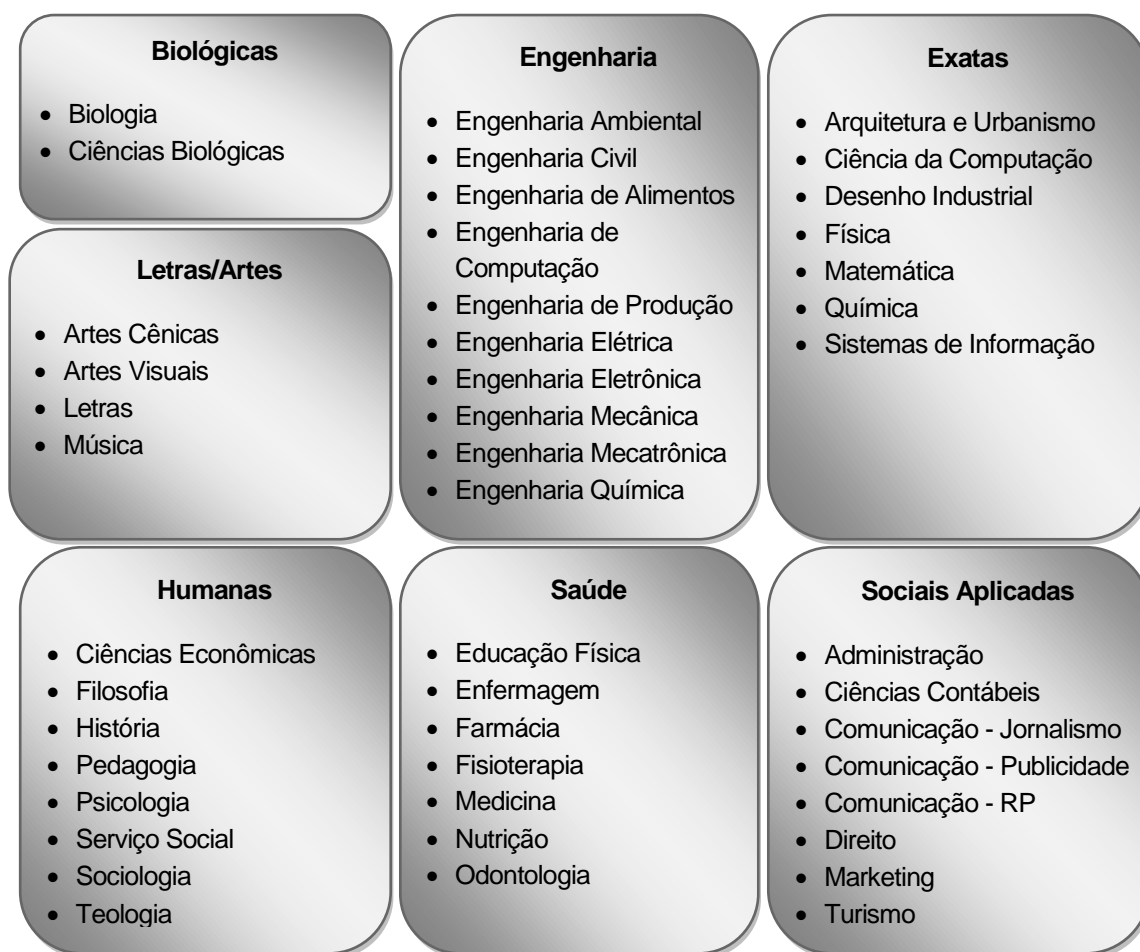 Biológicas
• Biologia
• Ciências Biológicas
Letras/Artes
• Artes Cênicas
• Artes Visuais
• Letras
• Música
Engenharia
• Engenharia Ambiental
• Engenharia Civil
• Engenharia de Alimentos
• Engenharia de
Computação
• Engenharia de Produção
• Engenharia Elétrica
• Engenharia Eletrônica
• Engenharia Mecânica
• Engenharia Mecatrônica
• Engenharia Química
Exatas
• Arquitetura e Urbanismo
• Ciência da Computação
• Desenho Industrial
• Física
• Matemática
• Química
• Sistemas de Informação
Humanas
• Ciências Econômicas
• Filosofia
• História
• Pedagogia
• Psicologia
• Serviço Social
• Sociologia
• Teologia
Saúde
• Educação Física
• Enfermagem
• Farmácia
• Fisioterapia
• Medicina
• Nutrição
• Odontologia
Sociais Aplicadas
• Administração
• Ciências Contábeis
• Comunicação - Jornalismo
• Comunicação - Publicidade
• Comunicação - RP
• Direito
• Marketing
• Turismo